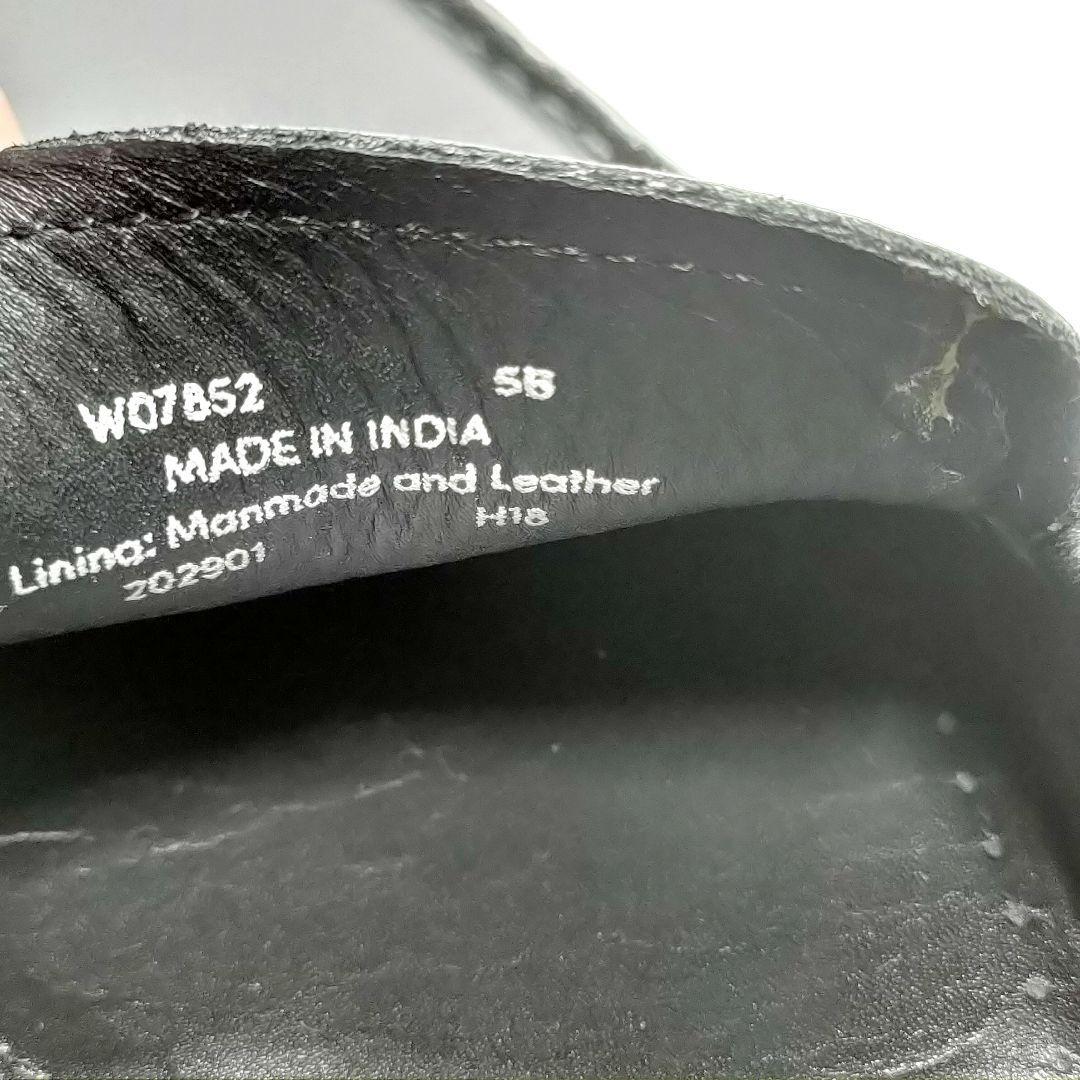 W07852 5B
MADE IN INDIA
Lining: Manmade and Leather
202901 H18